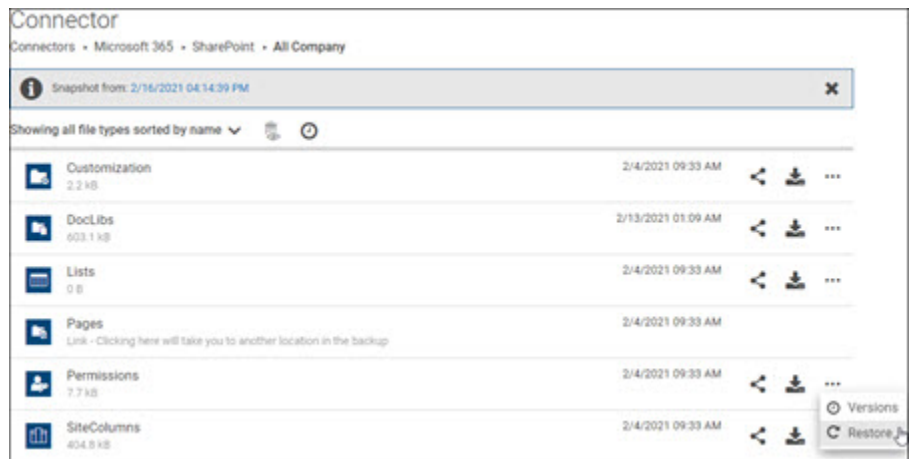 Connector
Connectors • Microsoft 365 • SharePoint • All Company
Snapshot from: 2/16/2021 04:14:39 PM
Showing all file types sorted by name
Customization 2/4/2021 09:33 AM
2.2 kB
DocLibs 2/13/2021 01:09 AM
603.1 kB
Lists 2/4/2021 09:33 AM
0 B
Pages 2/4/2021 09:33 AM
Link - Clicking here will take you to another location in the backup
Permissions 2/4/2021 09:33 AM
7.7 kB
Versions
SiteColumns 2/4/2021 09:33 AM
Restore
404.8 kB